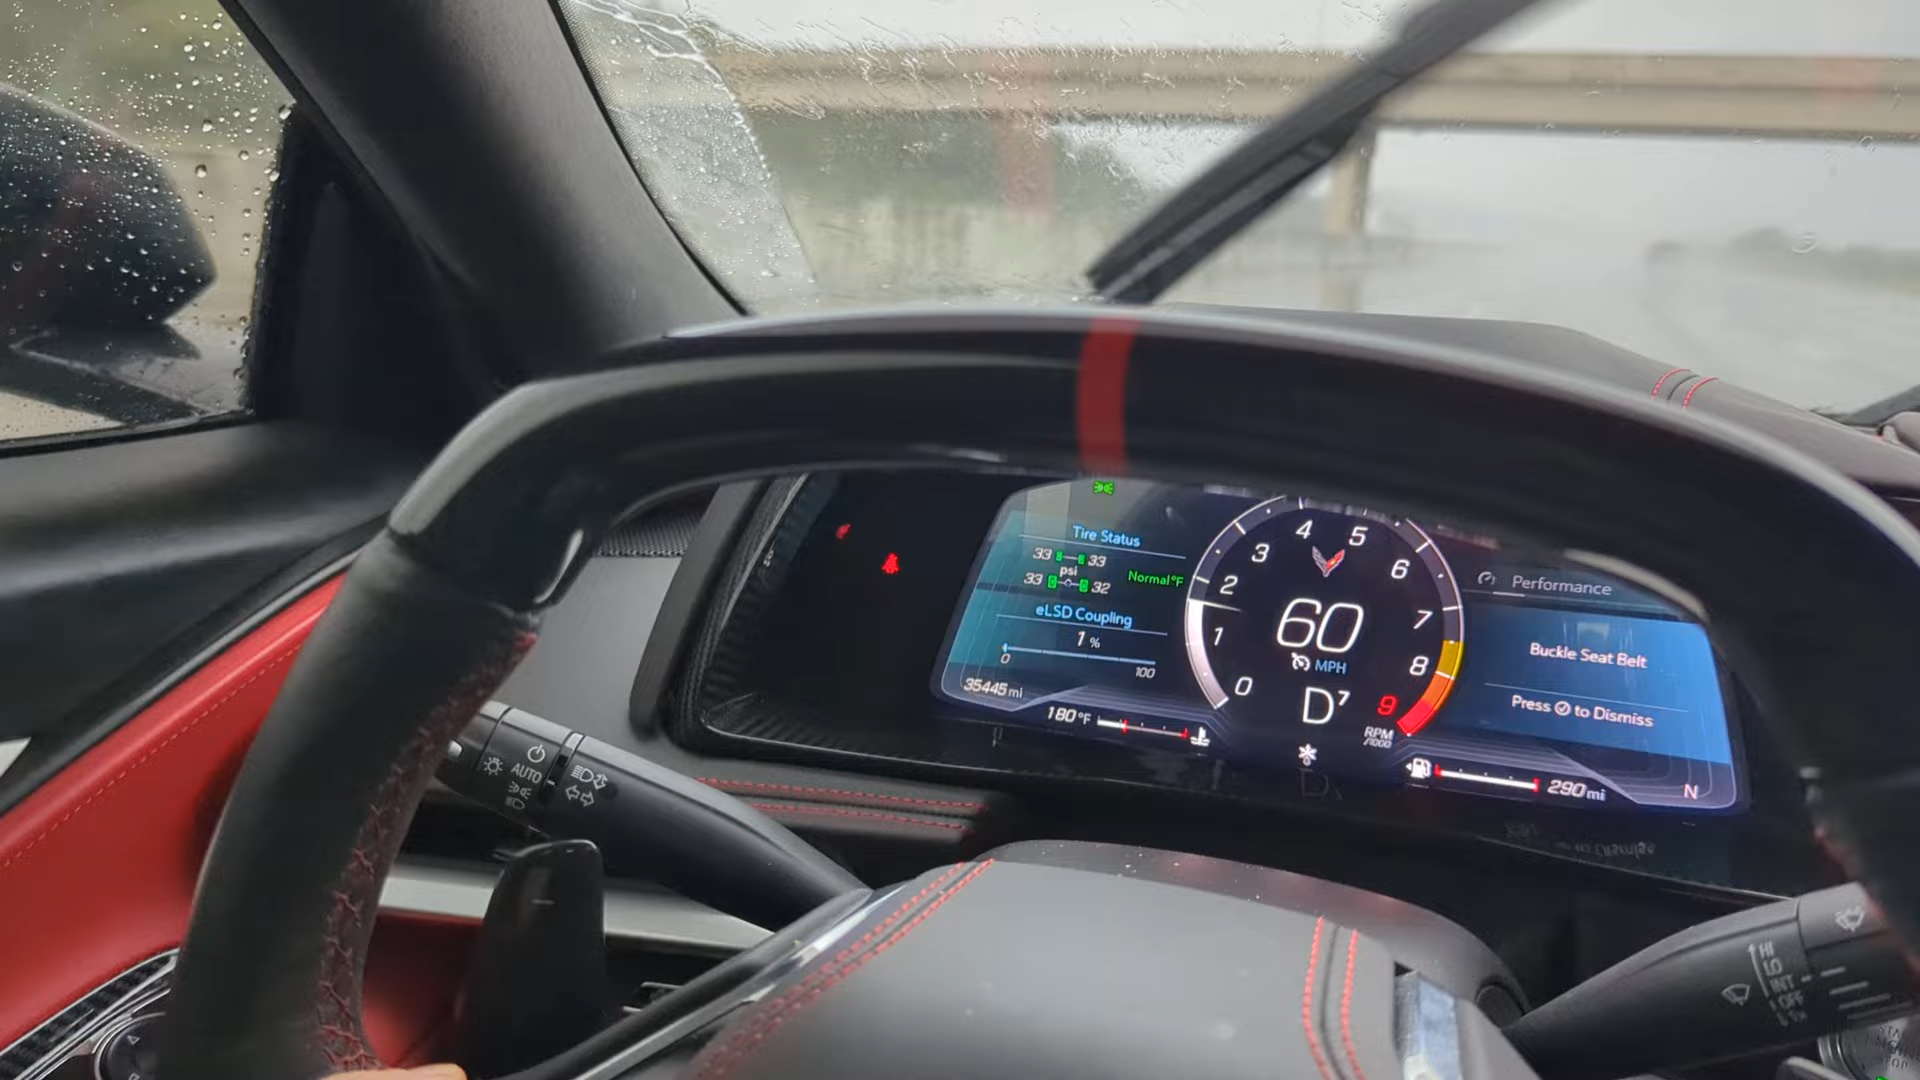 Tire Status
33 33
psi
33 32
Normal°F
eLSD Coupling
1 %
0 100
35445 mi
180 °F
0 1 2 3 4 5 6 7 8 9
60
MPH
D7
RPM
/1000
Performance
Buckle Seat Belt
Press to Dismiss
290 mi
N
AUTO
HI
LO
INT
OFF
1X